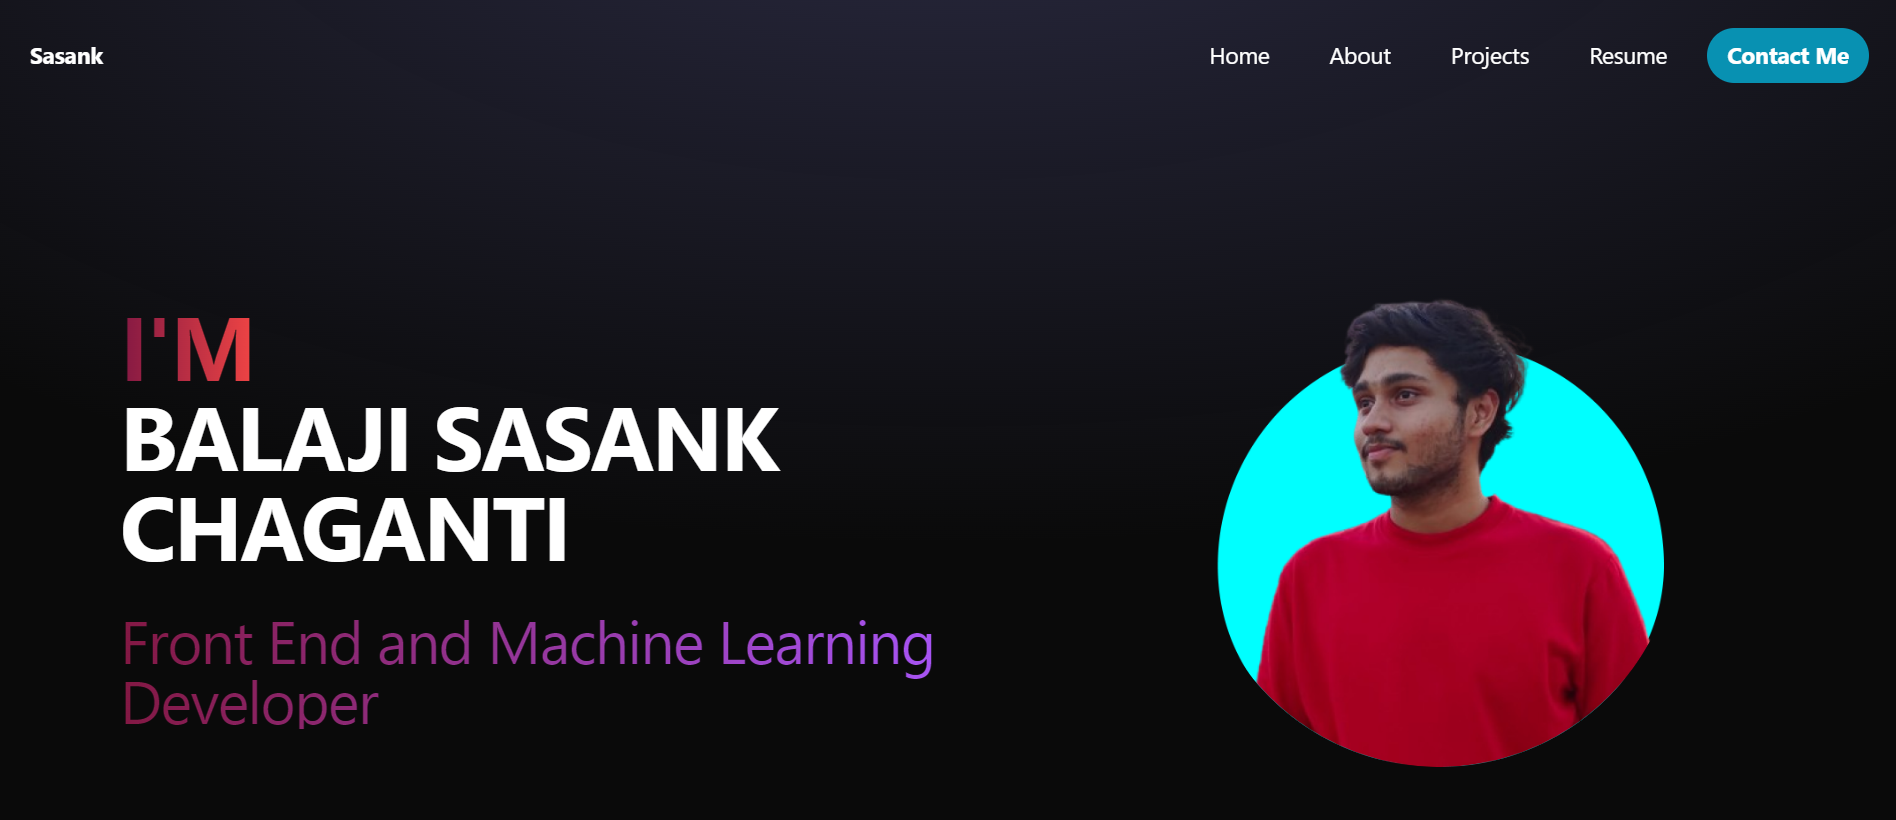 Sasank
Home About Projects Resume Contact Me
I'M
BALAJI SASANK
CHAGANTI
Front End and Machine Learning
Developer